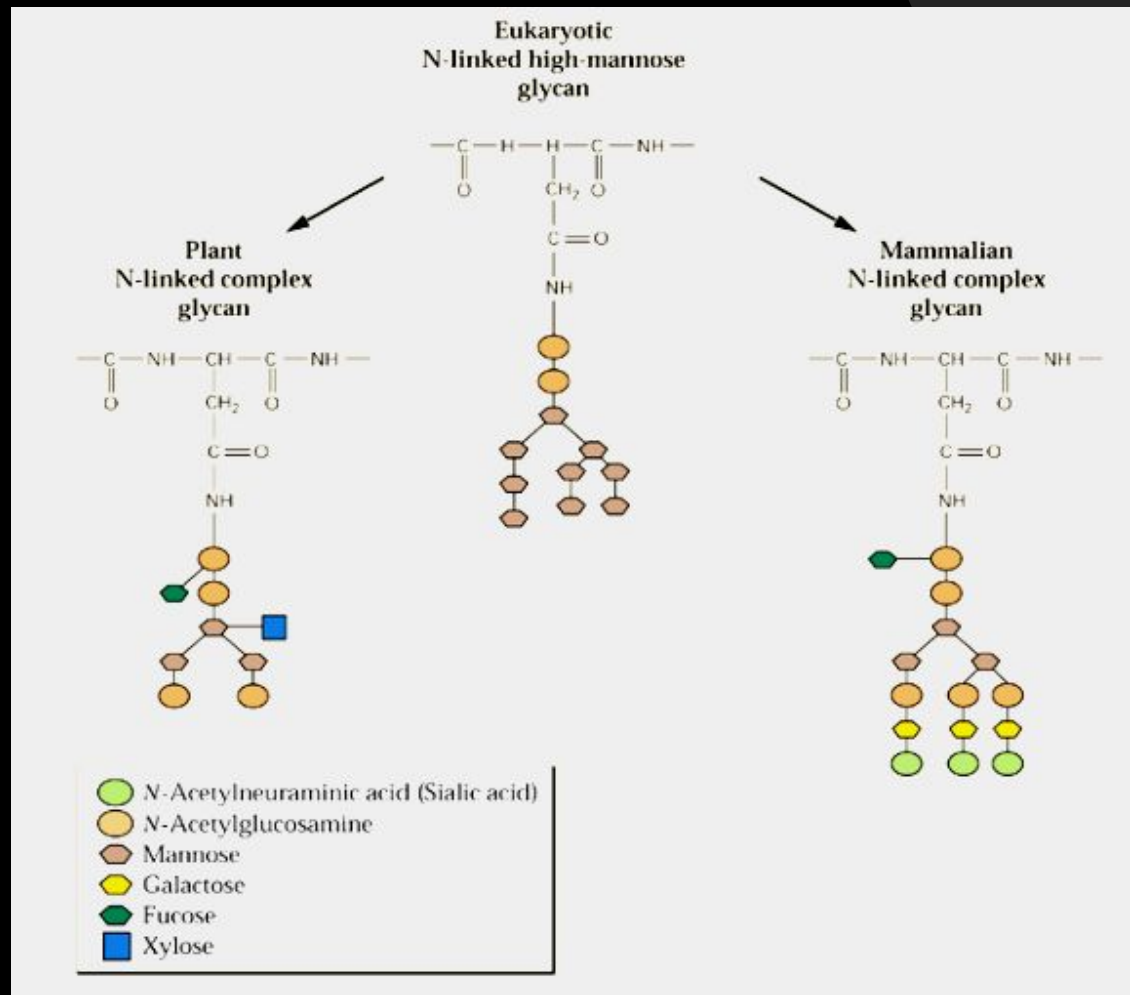 Eukaryotic
N-linked high-mannose
glycan
— C — H — H — C — NH —
O
CH₂ O
C=O
NH
Plant
N-linked complex
glycan
— C — NH — CH — C — NH —
O
O
CH₂
C=O
NH
Mammalian
N-linked complex
glycan
— C — NH — CH — C — NH —
O
O
CH₂
C=O
NH
N-Acetylneuraminic acid (Sialic acid)
N-Acetylglucosamine
Mannose
Galactose
Fucose
Xylose